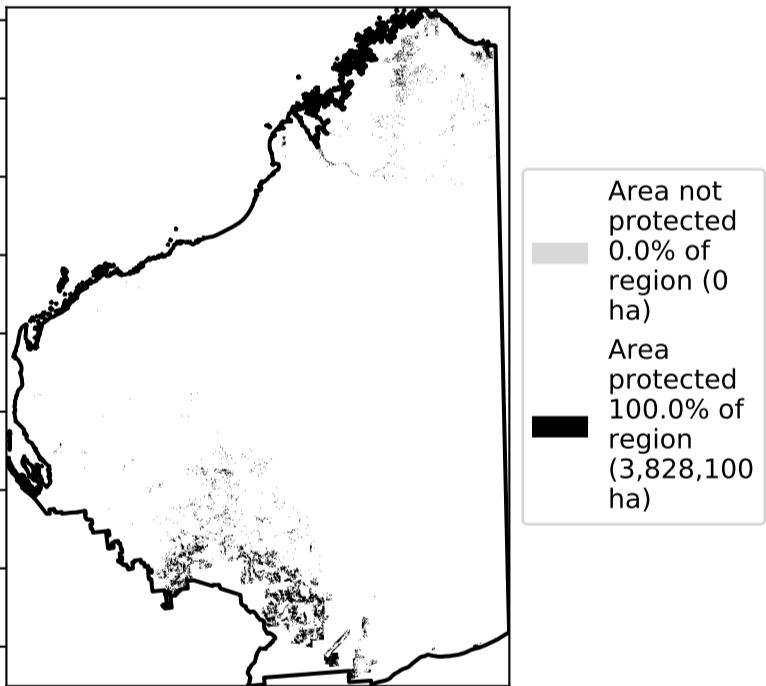 Area not
protected
0.0% of
region (0
ha)
Area
protected
100.0% of
region
(3,828,100
ha)